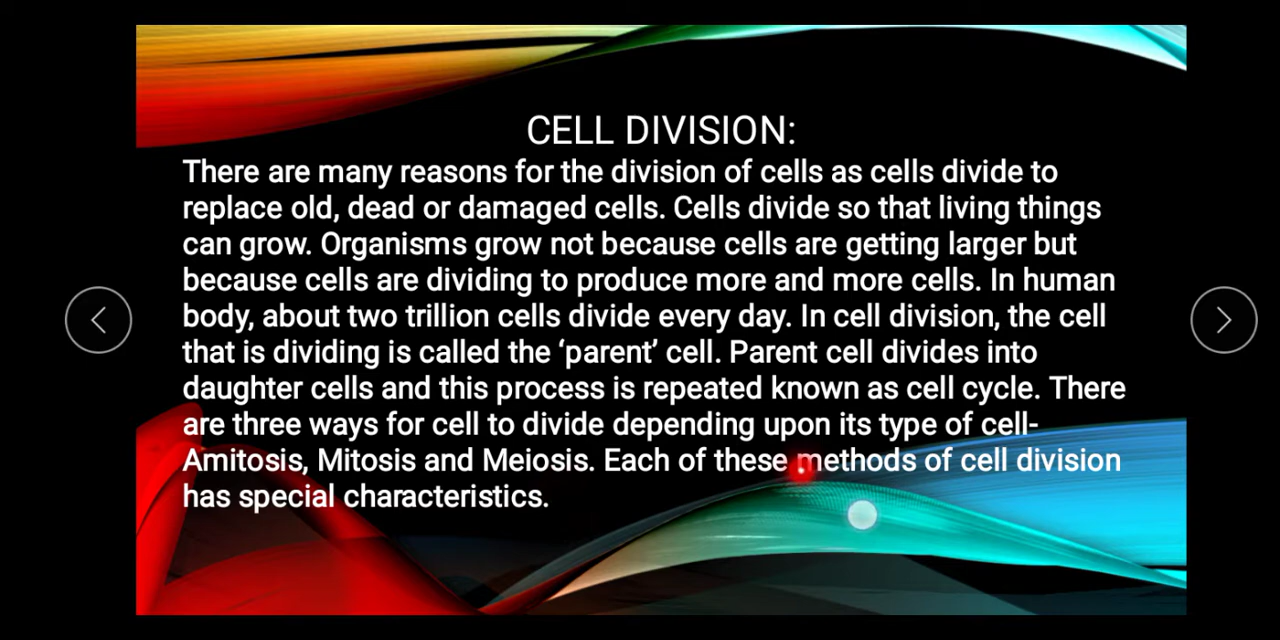 CELL DIVISION:
There are many reasons for the division of cells as cells divide to
replace old, dead or damaged cells. Cells divide so that living things
can grow. Organisms grow not because cells are getting larger but
because cells are dividing to produce more and more cells. In human
body, about two trillion cells divide every day. In cell division, the cell
that is dividing is called the ‘parent’ cell. Parent cell divides into
daughter cells and this process is repeated known as cell cycle. There
are three ways for cell to divide depending upon its type of cell-
Amitosis, Mitosis and Meiosis. Each of these methods of cell division
has special characteristics.